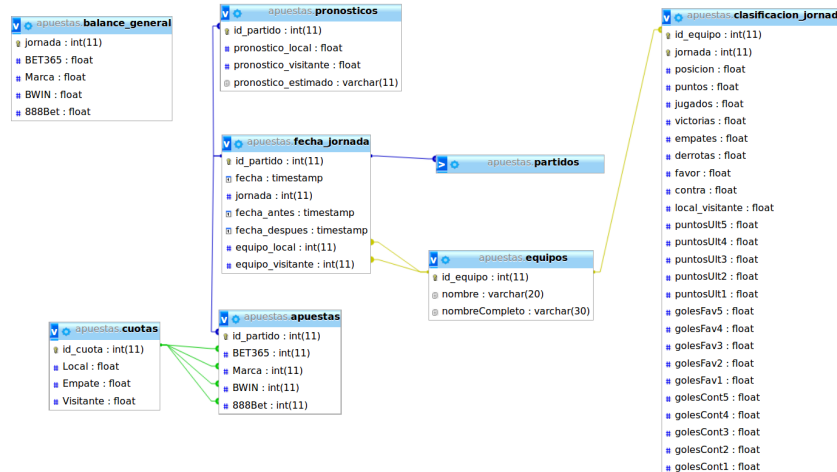 apuestas.balance_general
jornada : int(11)
BET365 : float
Marca : float
BWIN : float
888Bet : float
apuestas.pronósticos
id_partido : int(11)
pronostico_local : float
pronostico_visitante : float
pronostico_estimado : varchar(11)
apuestas.fecha_jornada
id_partido : int(11)
fecha : timestamp
jornada : int(11)
fecha_antes : timestamp
fecha_despues : timestamp
equipo_local : int(11)
equipo_visitante : int(11)
apuestas.partidos
apuestas.equipos
id_equipo : int(11)
nombre : varchar(20)
nombreCompleto : varchar(30)
apuestas.cuotas
id_cuota : int(11)
Local : float
Empate : float
Visitante : float
apuestas.apuestas
id_partido : int(11)
BET365 : int(11)
Marca : int(11)
BWIN : int(11)
888Bet : int(11)
apuestas.clasificacion_jornad
id_equipo : int(11)
jornada : int(11)
posicion : float
puntos : float
jugados : float
victorias : float
empates : float
derrotas : float
favor : float
contra : float
local_visitante : float
puntosUlt5 : float
puntosUlt4 : float
puntosUlt3 : float
puntosUlt2 : float
puntosUlt1 : float
golesFav5 : float
golesFav4 : float
golesFav3 : float
golesFav2 : float
golesFav1 : float
golesCont5 : float
golesCont4 : float
golesCont3 : float
golesCont2 : float
golesCont1 : float